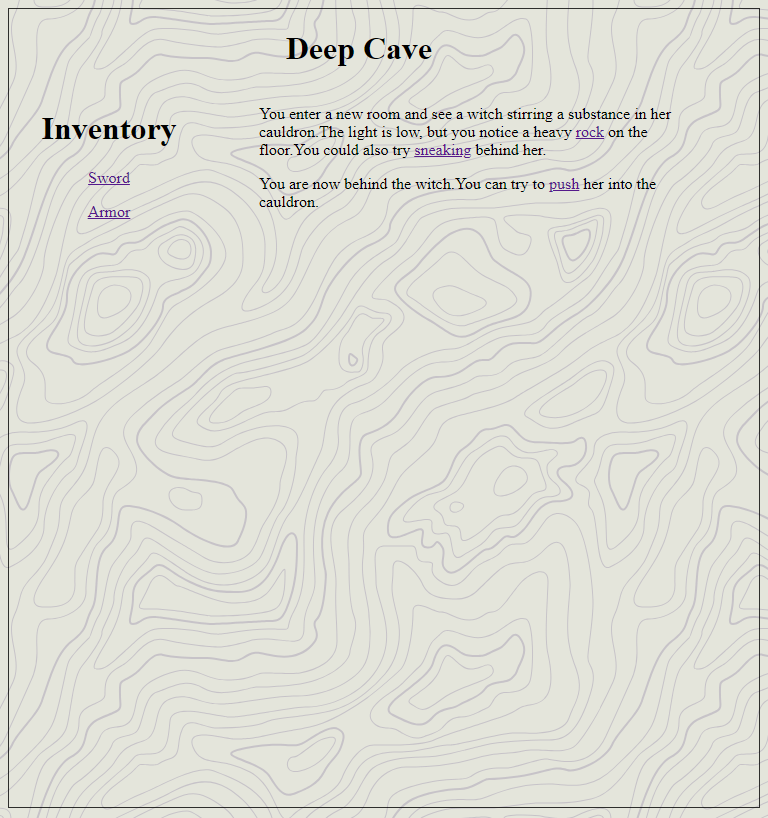 Deep Cave
Inventory
Sword
Armor
You enter a new room and see a witch stirring a substance in her
cauldron.The light is low, but you notice a heavy rock on the
floor.You could also try sneaking behind her.
You are now behind the witch.You can try to push her into the
cauldron.